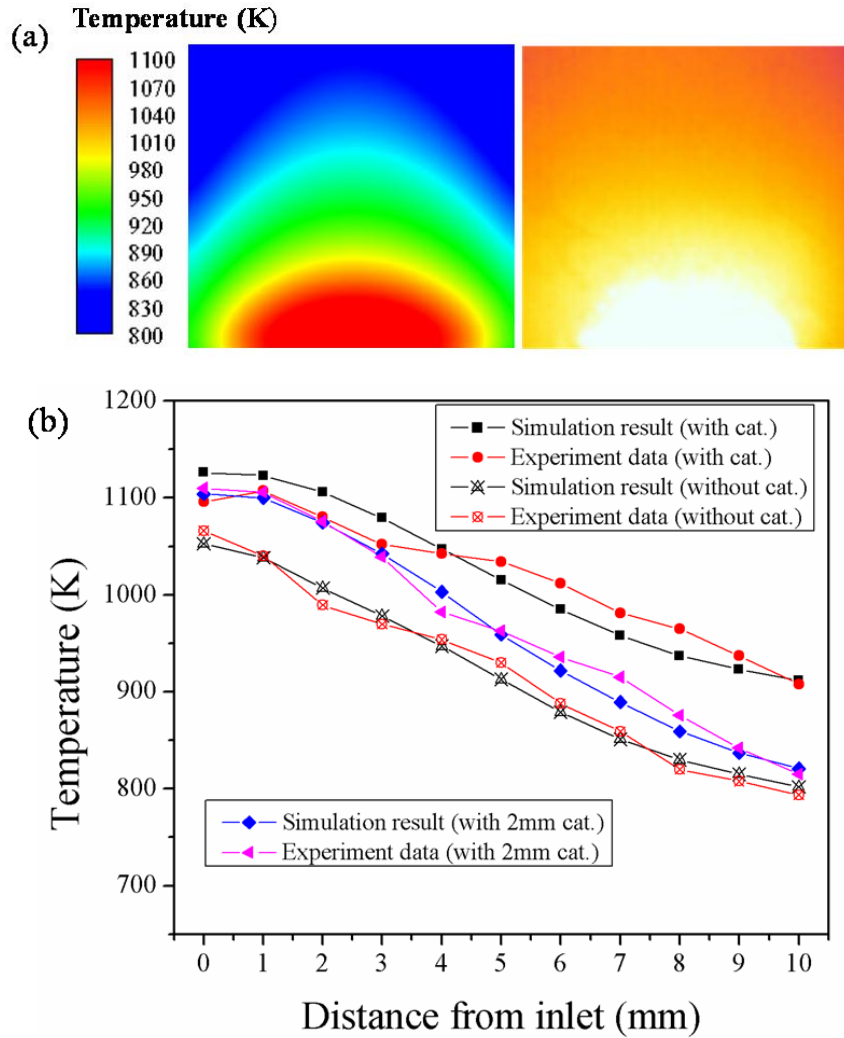 Temperature (K)
(a)
1100
1070
1100
1010
980
950
920
890
860
830
800
(b)
1200
1100
1000
900
800
700
Temperature (K)
Simulation result (with cat.)
Experiment data (with cat.)
Simulation result (without cat.)
Experiment data (without cat.)
Simulation result (with 2mm cat.)
Experiment data (with 2mm cat.)
0 1 2 3 4 5 6 7 8 9 10
Distance from inlet (mm)